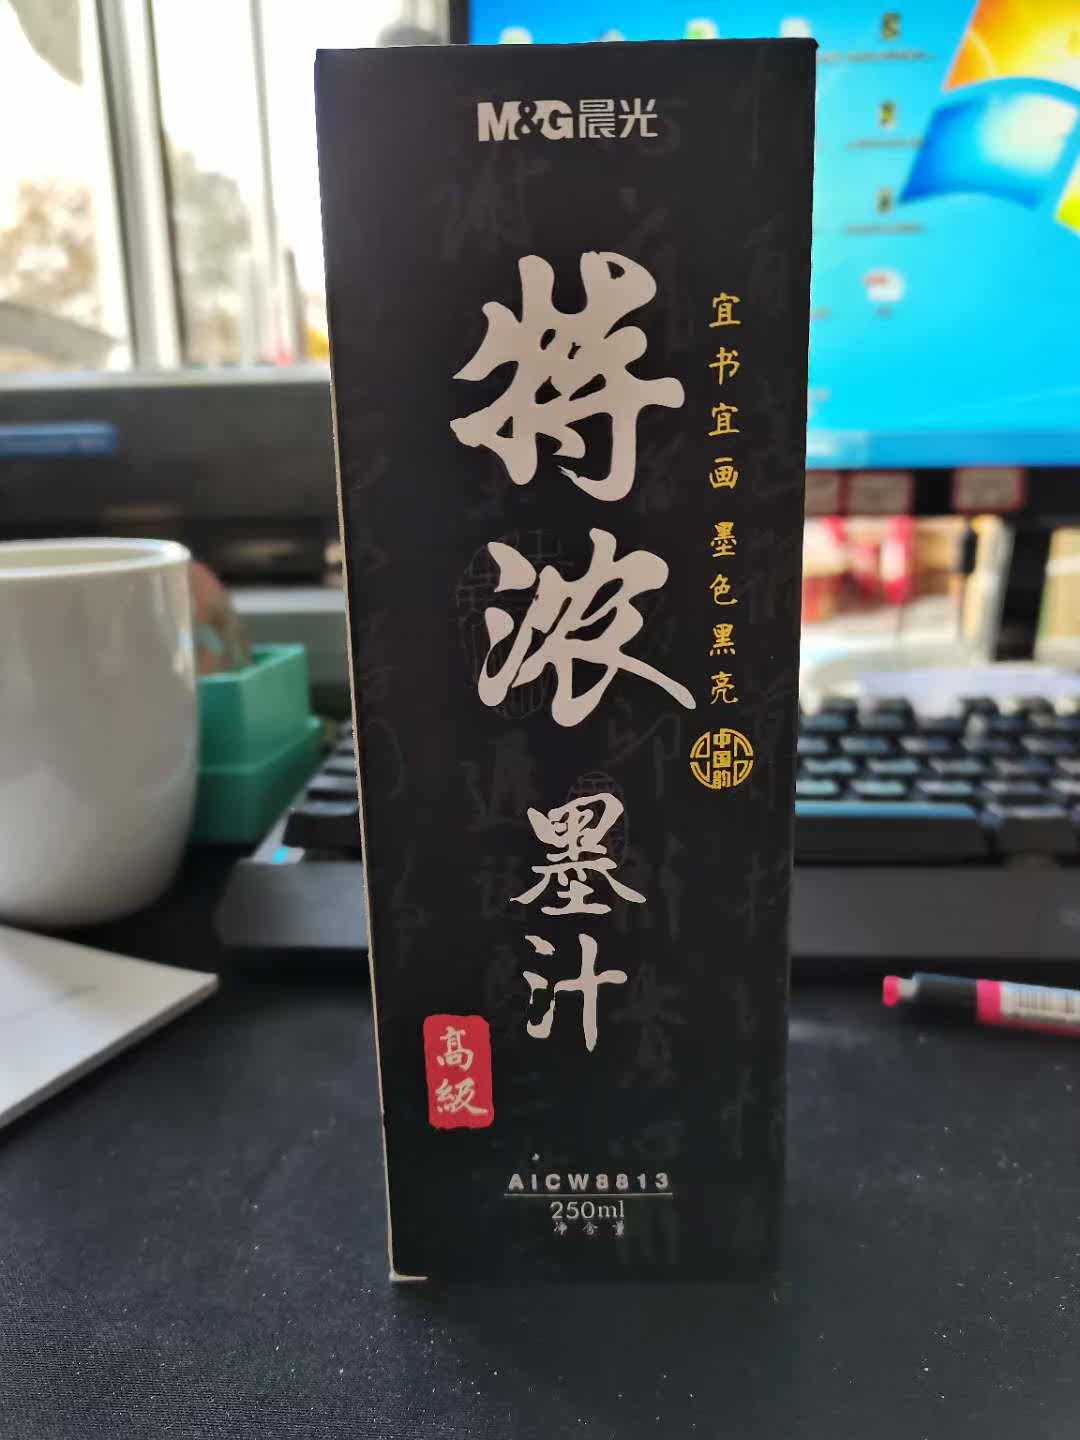 M&G晨光
特浓
墨汁
宜书宜画 墨色黑亮
中国韵
高級
AICW8813
250ml
净含量